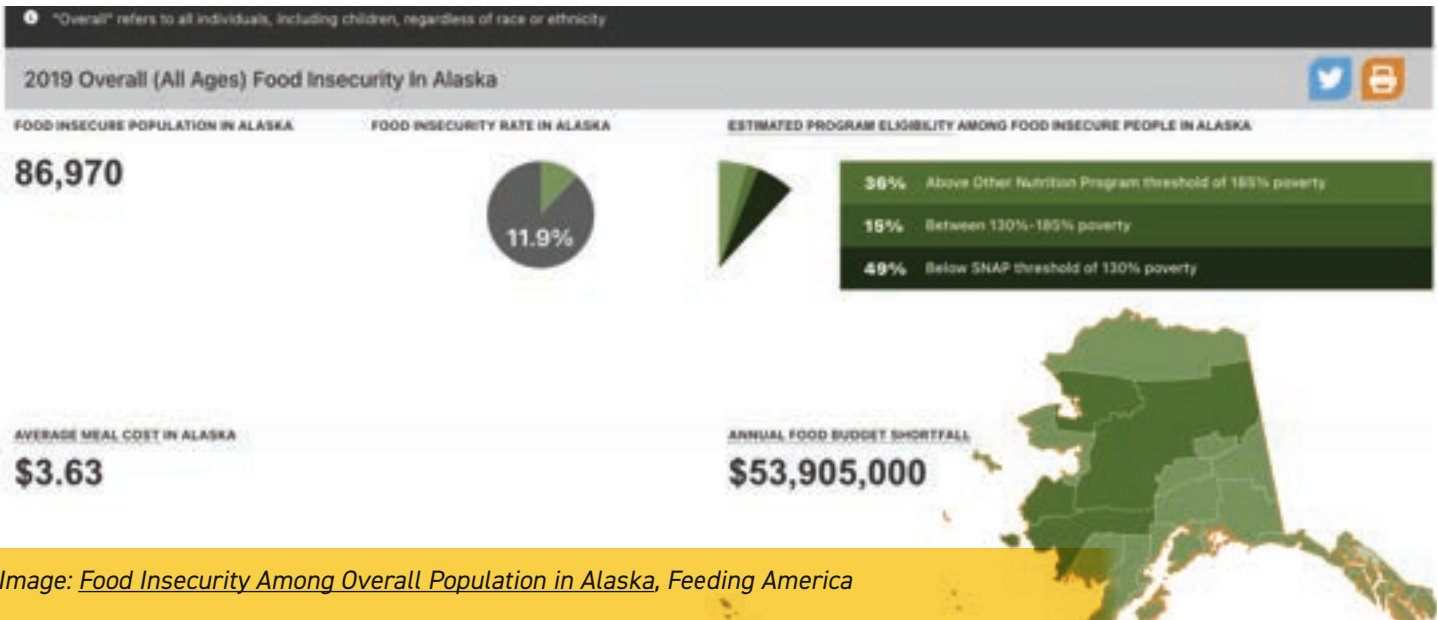 "Overall" refers to all individuals, including children, regardless of race or ethnicity
2019 Overall (All Ages) Food Insecurity In Alaska
FOOD INSECURE POPULATION IN ALASKA
86,970
FOOD INSECURITY RATE IN ALASKA
11.9%
ESTIMATED PROGRAM ELIGIBILITY AMONG FOOD INSECURE PEOPLE IN ALASKA
36% Above Other Nutrition Program threshold of 185% poverty
15% Between 130%-185% poverty
49% Below SNAP threshold of 130% poverty
AVERAGE MEAL COST IN ALASKA
$3.63
ANNUAL FOOD BUDGET SHORTFALL
$53,905,000
Image: Food Insecurity Among Overall Population in Alaska, Feeding America